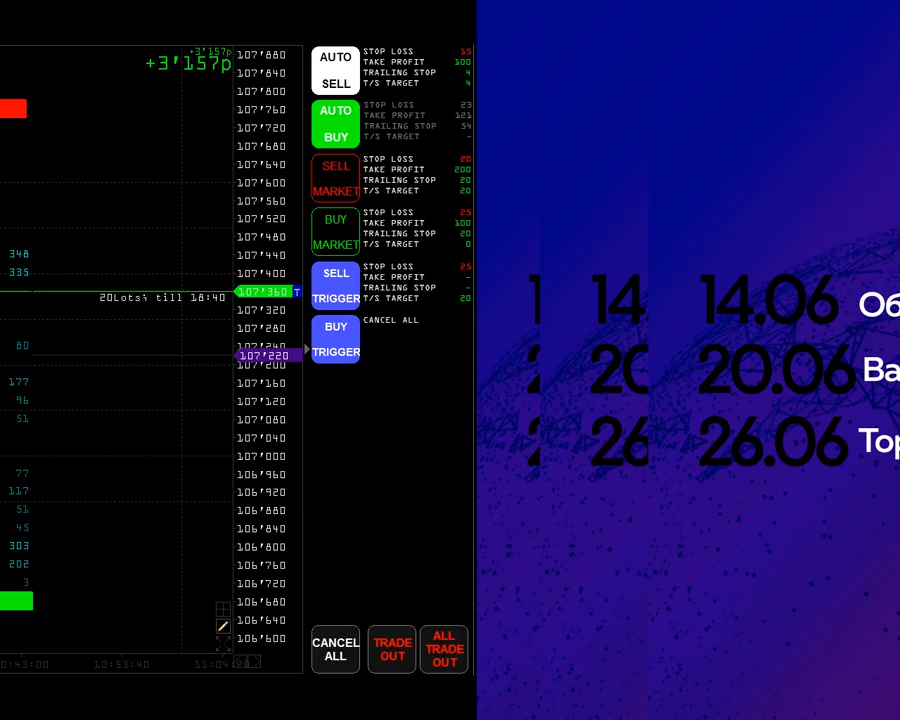 +3'157p
+3'157p
348
335
80
177
96
51
77
117
51
45
303
202
3
20Lots½ till 18:40
0:43:00
10:53:40
107'880
107'840
107'800
107'760
107'720
107'680
107'640
107'600
107'560
107'520
107'480
107'440
107'400
107'360 T
107'320
107'280
107'220
107'160
107'120
107'080
107'040
107'000
106'960
106'920
106'880
106'840
106'800
106'760
106'720
106'680
106'640
106'600
AUTO
SELL
STOP LOSS 15
TAKE PROFIT 100
TRAILING STOP 4
T/S TARGET 4
AUTO
BUY
STOP LOSS 23
TAKE PROFIT 121
TRAILING STOP 54
T/S TARGET -
SELL
MARKET
STOP LOSS 20
TAKE PROFIT 200
TRAILING STOP 20
T/S TARGET 20
BUY
MARKET
STOP LOSS 25
TAKE PROFIT 100
TRAILING STOP 20
T/S TARGET 0
SELL
TRIGGER
STOP LOSS 25
TAKE PROFIT -
TRAILING STOP -
T/S TARGET 20
BUY
TRIGGER
CANCEL ALL
CANCEL
ALL
TRADE
OUT
ALL
TRADE
OUT
14.06
20.06
26.06